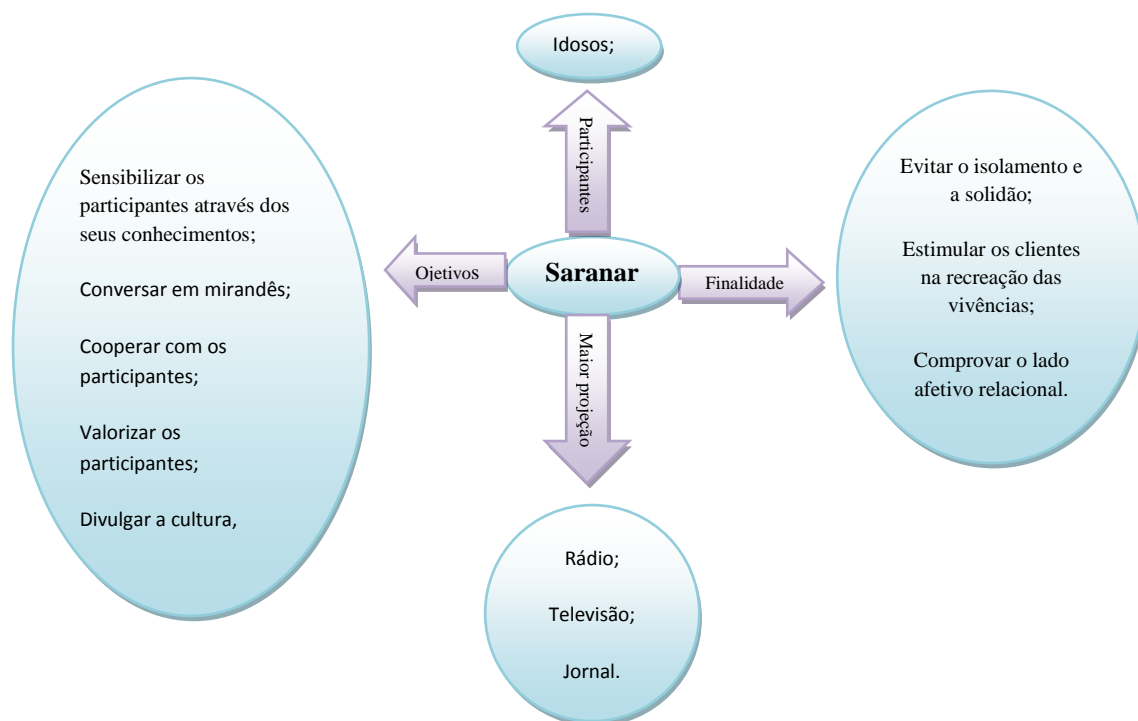 Idosos;
Participantes
Sensibilizar os
participantes através dos
seus conhecimentos;
Conversar em mirandês;
Cooperar com os
participantes;
Valorizar os
participantes;
Divulgar a cultura,
Ojetivos
Saranar
Finalidade
Evitar o isolamento e
a solidão;
Estimular os clientes
na recreação das
vivências;
Comprovar o lado
afetivo relacional.
Maior projeção
Rádio;
Televisão;
Jornal.